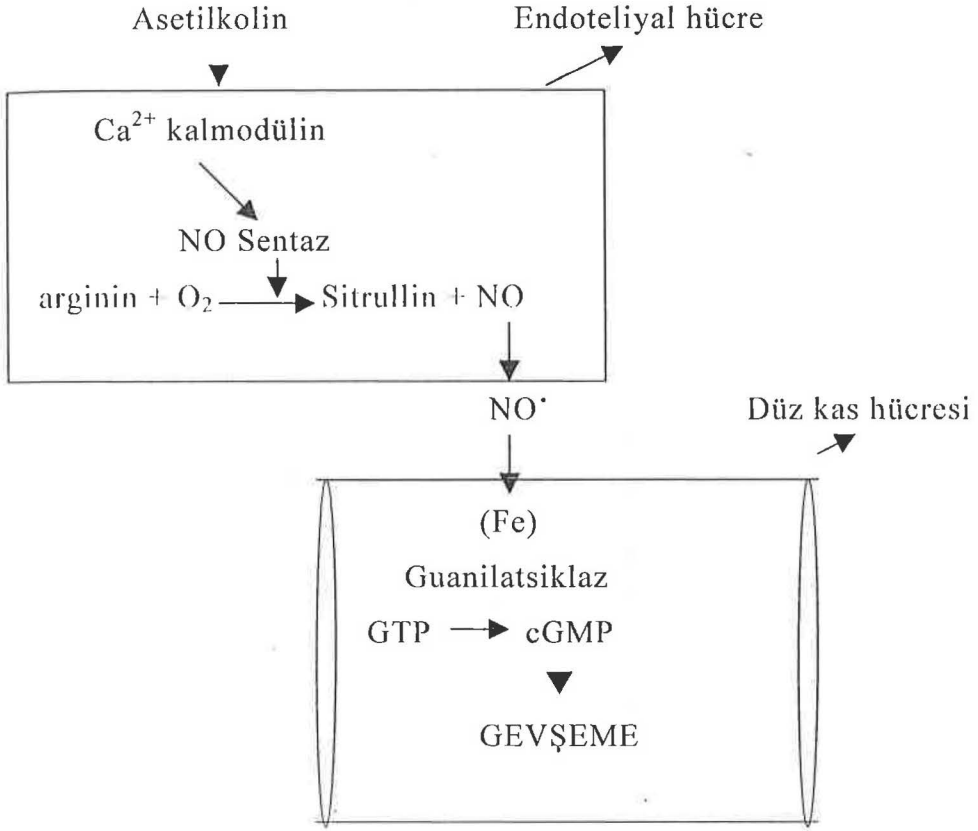 Asetilkolin
Endoteliyal hücre
Ca²⁺ kalmodülin
NO Sentaz
arginin + O₂ Sitrullin + NO
NO•
Düz kas hücresi
(Fe)
Guanilatsiklaz
GTP cGMP
GEVŞEME